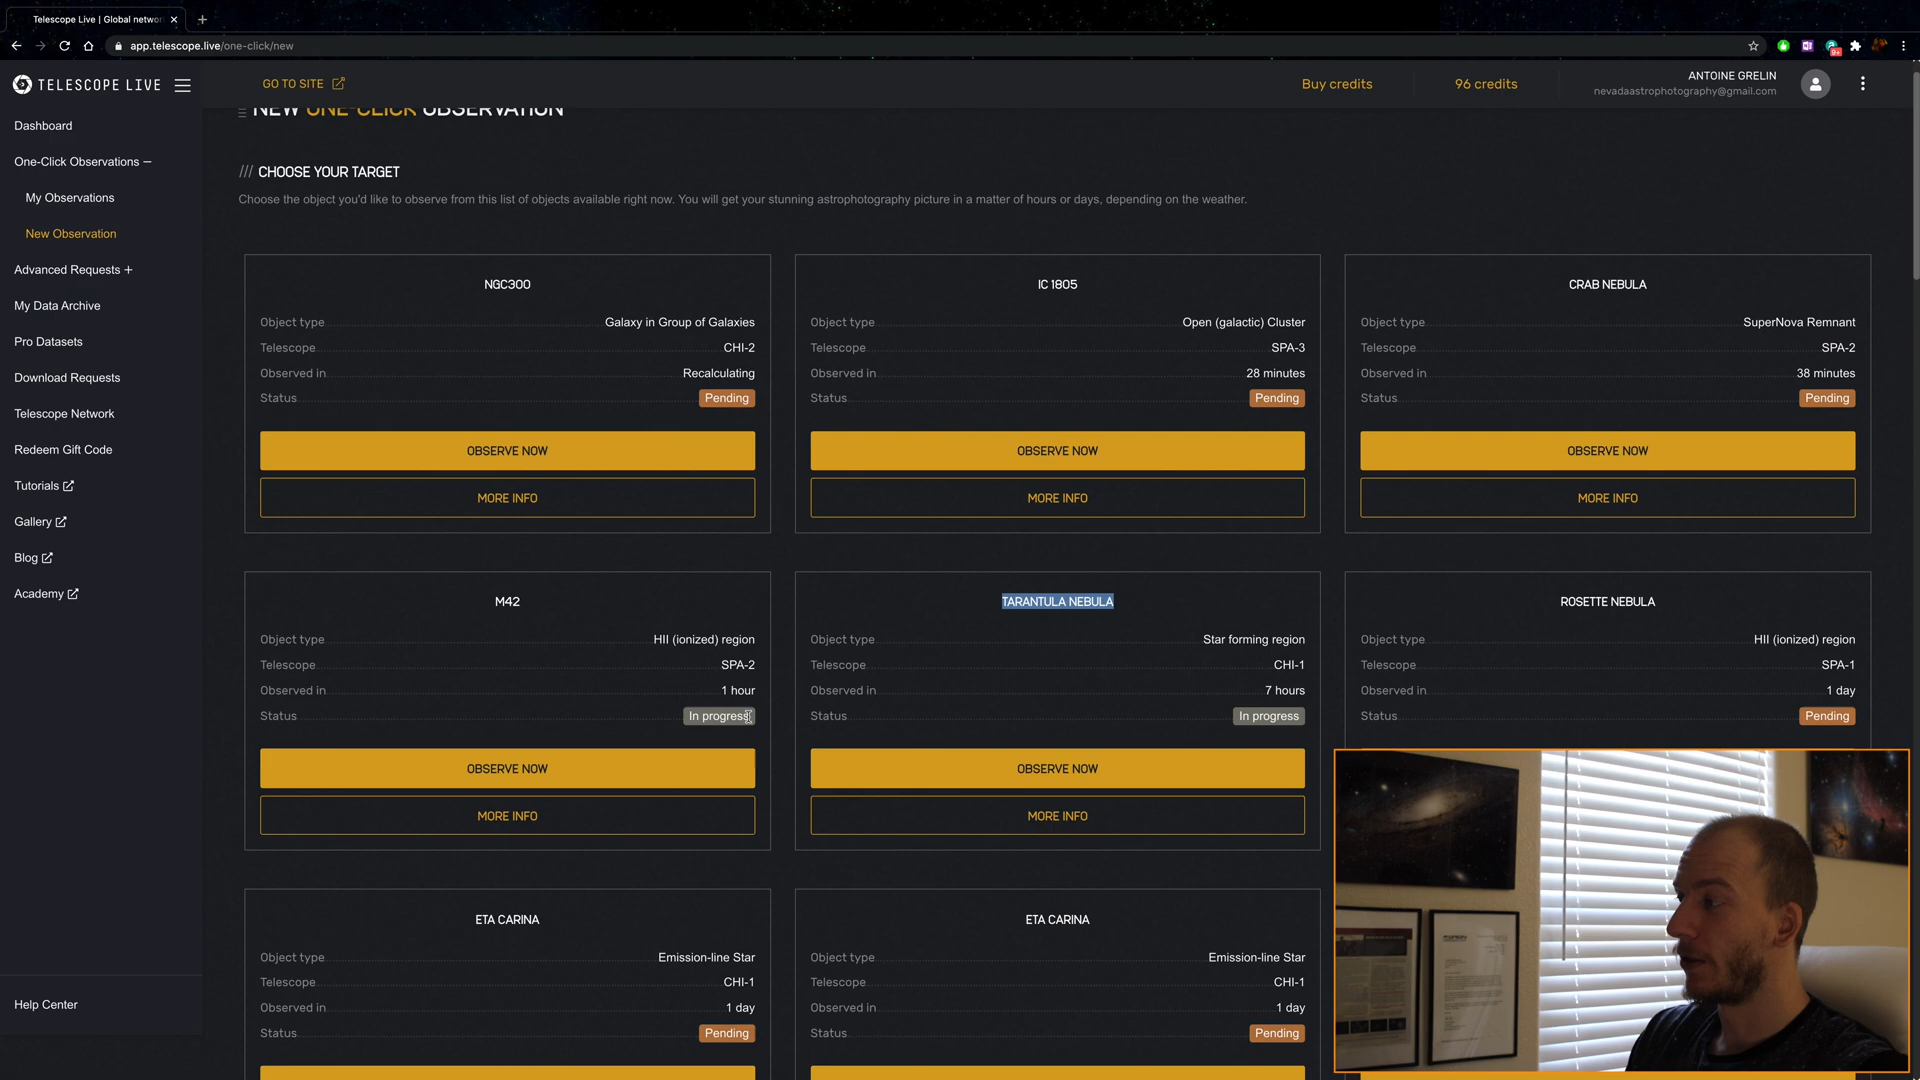 Telescope Live | Global networ
app.telescope.live/one-click/new
TELESCOPE LIVE
GO TO SITE
Buy credits
96 credits
ANTOINE GRELIN
nevadaastrophotography@gmail.com
Dashboard
One-Click Observations –
My Observations
New Observation
Advanced Requests +
My Data Archive
Pro Datasets
Download Requests
Telescope Network
Redeem Gift Code
Tutorials
Gallery
Blog
Academy
Help Center
NEW ONE-CLICK OBSERVATION
/// CHOOSE YOUR TARGET
Choose the object you'd like to observe from this list of objects available right now. You will get your stunning astrophotography picture in a matter of hours or days, depending on the weather.
NGC300
Object type Galaxy in Group of Galaxies
Telescope CHI-2
Observed in Recalculating
Status Pending
OBSERVE NOW
MORE INFO
IC 1805
Object type Open (galactic) Cluster
Telescope SPA-3
Observed in 28 minutes
Status Pending
OBSERVE NOW
MORE INFO
CRAB NEBULA
Object type SuperNova Remnant
Telescope SPA-2
Observed in 38 minutes
Status Pending
OBSERVE NOW
MORE INFO
M42
Object type HII (ionized) region
Telescope SPA-2
Observed in 1 hour
Status In progress
OBSERVE NOW
MORE INFO
TARANTULA NEBULA
Object type Star forming region
Telescope CHI-1
Observed in 7 hours
Status In progress
OBSERVE NOW
MORE INFO
ROSETTE NEBULA
Object type HII (ionized) region
Telescope SPA-1
Observed in 1 day
Status Pending
ETA CARINA
Object type Emission-line Star
Telescope CHI-1
Observed in 1 day
Status Pending
ETA CARINA
Object type Emission-line Star
Telescope CHI-1
Observed in 1 day
Status Pending